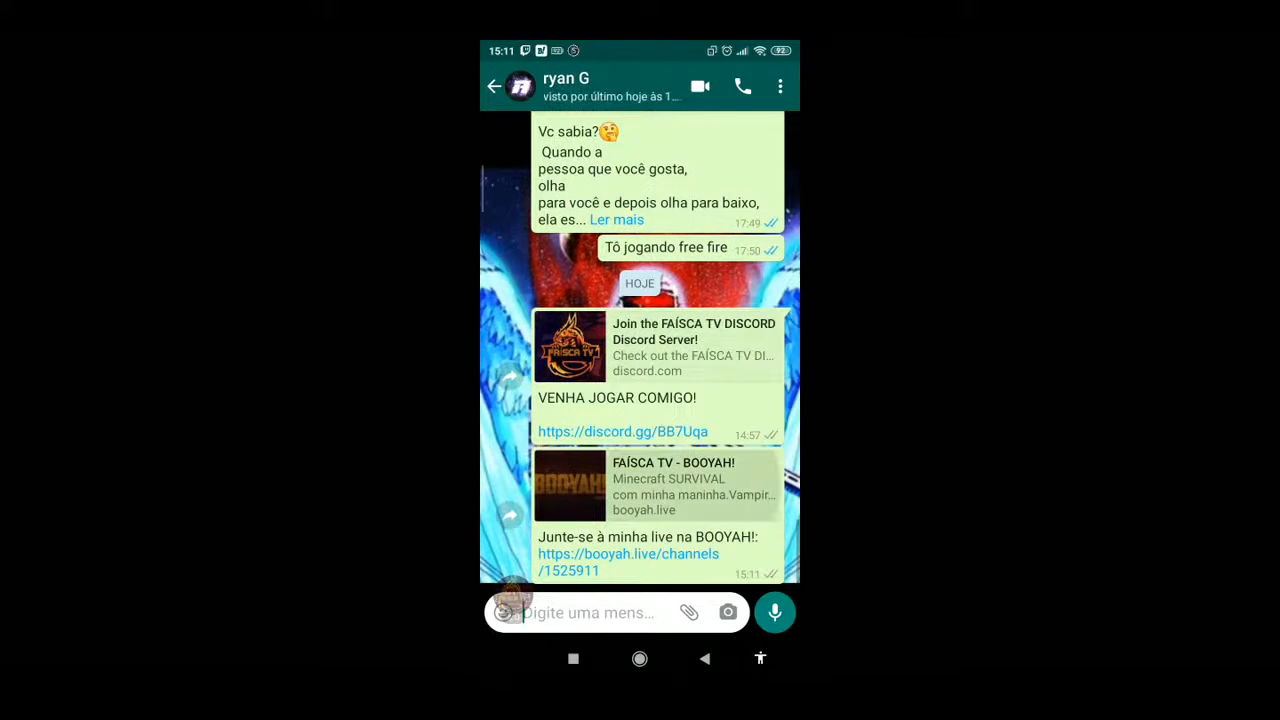 15:11
92
ryan G
visto por último hoje às 1....
Vc sabia?🤔
Quando a
pessoa que você gosta,
olha
para você e depois olha para baixo,
ela es... Ler mais
17:49
Tô jogando free fire
17:50
HOJE
Join the FAÍSCA TV DISCORD
Discord Server!
Check out the FAÍSCA TV DI...
discord.com
FAÍSCA TV
VENHA JOGAR COMIGO!
https://discord.gg/BB7Uqa
14:57
FAÍSCA TV - BOOYAH!
Minecraft SURVIVAL
com minha maninha.Vampir...
booyah.live
BOOYAH!
Junte-se à minha live na BOOYAH!:
https://booyah.live/channels
/1525911
15:11
Digite uma mens...